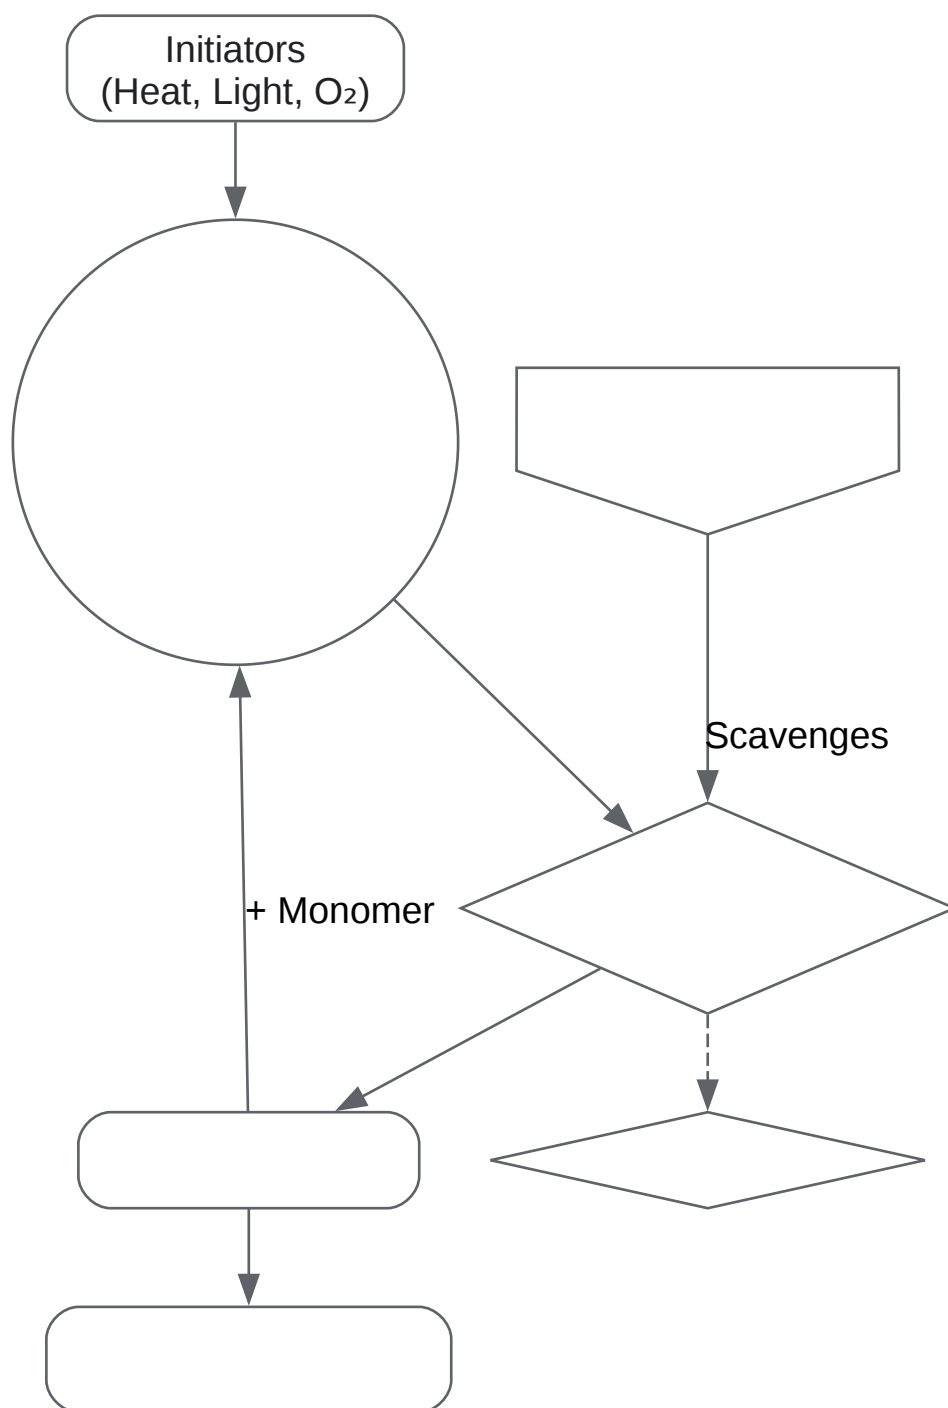 Initiators
(Heat, Light, O₂)
Scavenges
+ Monomer